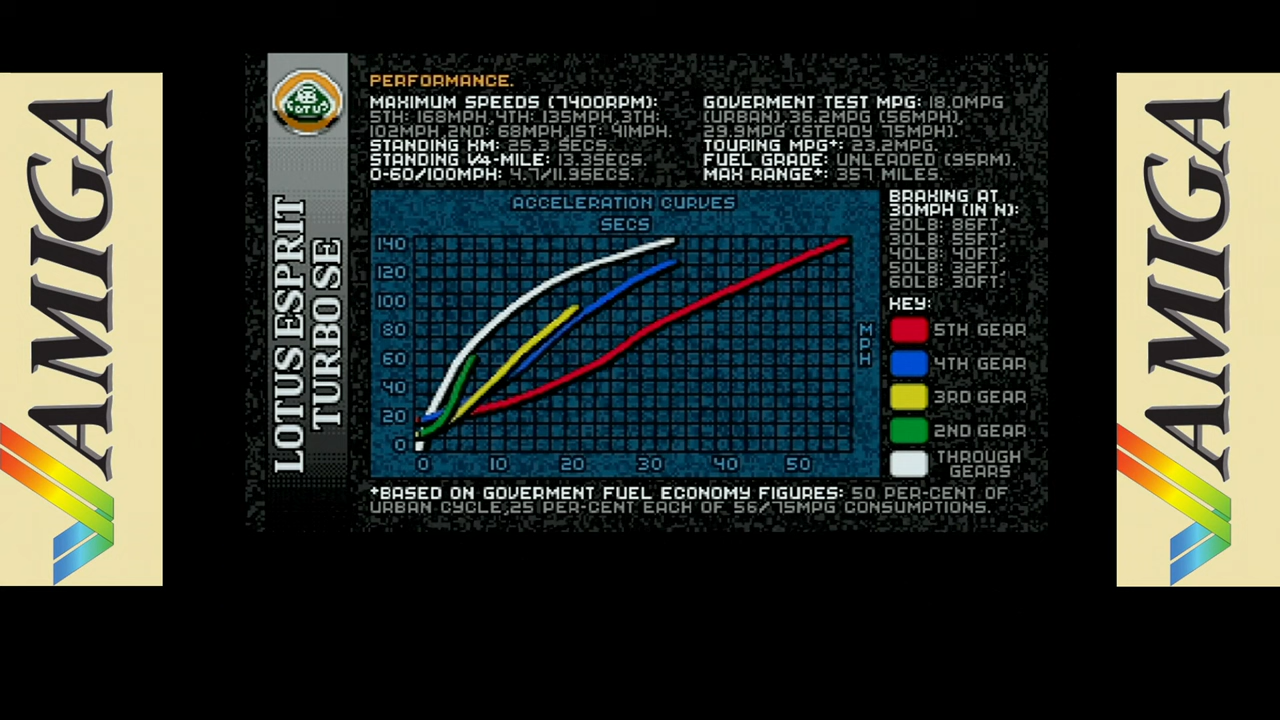 AMIGA
LOTUS
LOTUS ESPRIT
TURBO SE
PERFORMANCE.
MAXIMUM SPEEDS (7400RPM):
5TH: 168MPH,4TH: 135MPH,3TH:
102MPH,2ND: 68MPH,1ST: 41MPH.
STANDING KM: 25.3 SECS.
STANDING 1/4-MILE: 13.3SECS.
0-60/100MPH: 4.7/11.9SECS.
GOVERMENT TEST MPG: 18.0MPG
(URBAN), 36.2MPG (56MPH),
29.9MPG (STEADY 75MPH).
TOURING MPG*: 23.2MPG.
FUEL GRADE: UNLEADED (95RM).
MAX RANGE*: 357 MILES.
ACCELERATION CURVES
SECS
140
120
100
80
60
40
20
0
0 10 20 30 40 50
MPH
BRAKING AT
30MPH (IN N):
20LB: 86FT,
30LB: 55FT,
40LB: 40FT,
50LB: 32FT,
60LB: 30FT.
KEY:
5TH GEAR
4TH GEAR
3RD GEAR
2ND GEAR
THROUGH
GEARS
*BASED ON GOVERMENT FUEL ECONOMY FIGURES: 50 PER-CENT OF
URBAN CYCLE,25 PER-CENT EACH OF 56/75MPG CONSUMPTIONS.
AMIGA